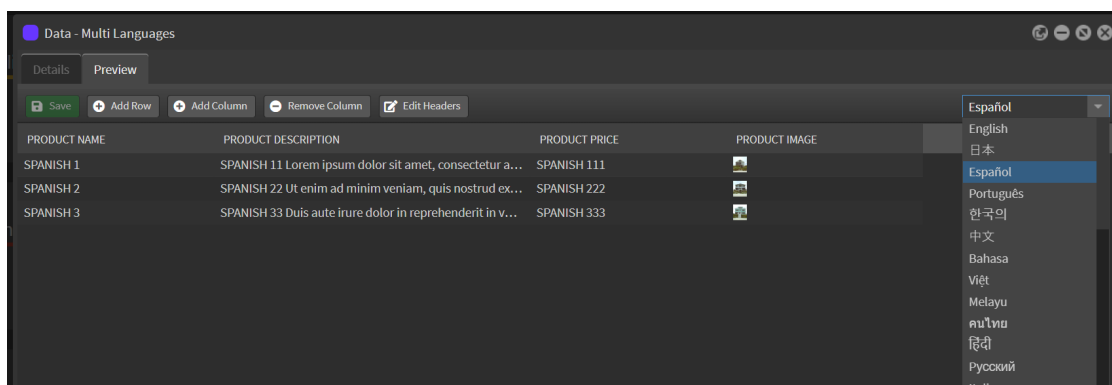 Data - Multi Languages
Details Preview
Save Add Row Add Column Remove Column Edit Headers Español
PRODUCT NAME PRODUCT DESCRIPTION PRODUCT PRICE PRODUCT IMAGE
SPANISH 1 SPANISH 11 Lorem ipsum dolor sit amet, consectetur a... SPANISH 111
SPANISH 2 SPANISH 22 Ut enim ad minim veniam, quis nostrud ex... SPANISH 222
SPANISH 3 SPANISH 33 Duis aute irure dolor in reprehenderit in v... SPANISH 333
English
日本
Español
Português
한국의
中文
Bahasa
Việt
Melayu
คนไทย
हिंदी
Русский